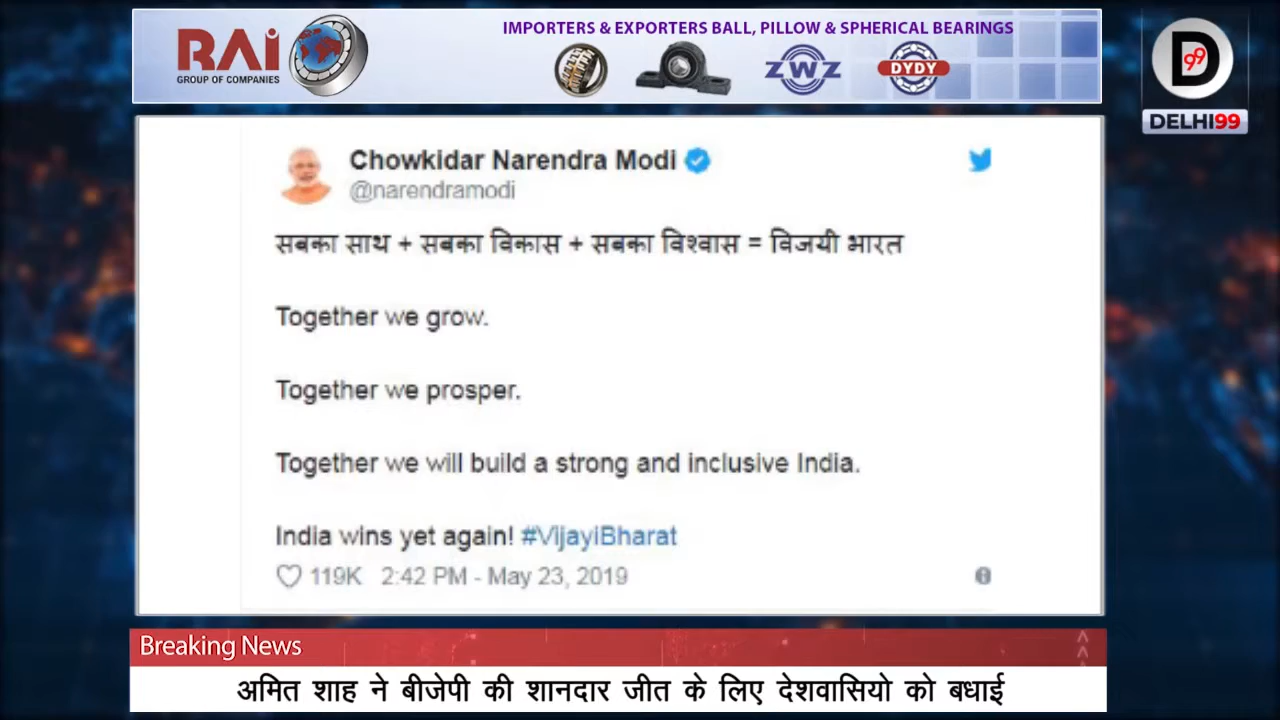 RAi
GROUP OF COMPANIES
IMPORTERS & EXPORTERS BALL, PILLOW & SPHERICAL BEARINGS
ZWZ
DYDY
D99
DELHI99
Chowkidar Narendra Modi
@narendramodi
सबका साथ + सबका विकास + सबका विश्वास = विजयी भारत
Together we grow.
Together we prosper.
Together we will build a strong and inclusive India.
India wins yet again! #VijayiBharat
119K 2:42 PM - May 23, 2019
Breaking News
अमित शाह ने बीजेपी की शानदार जीत के लिए देशवासियो को बधाई